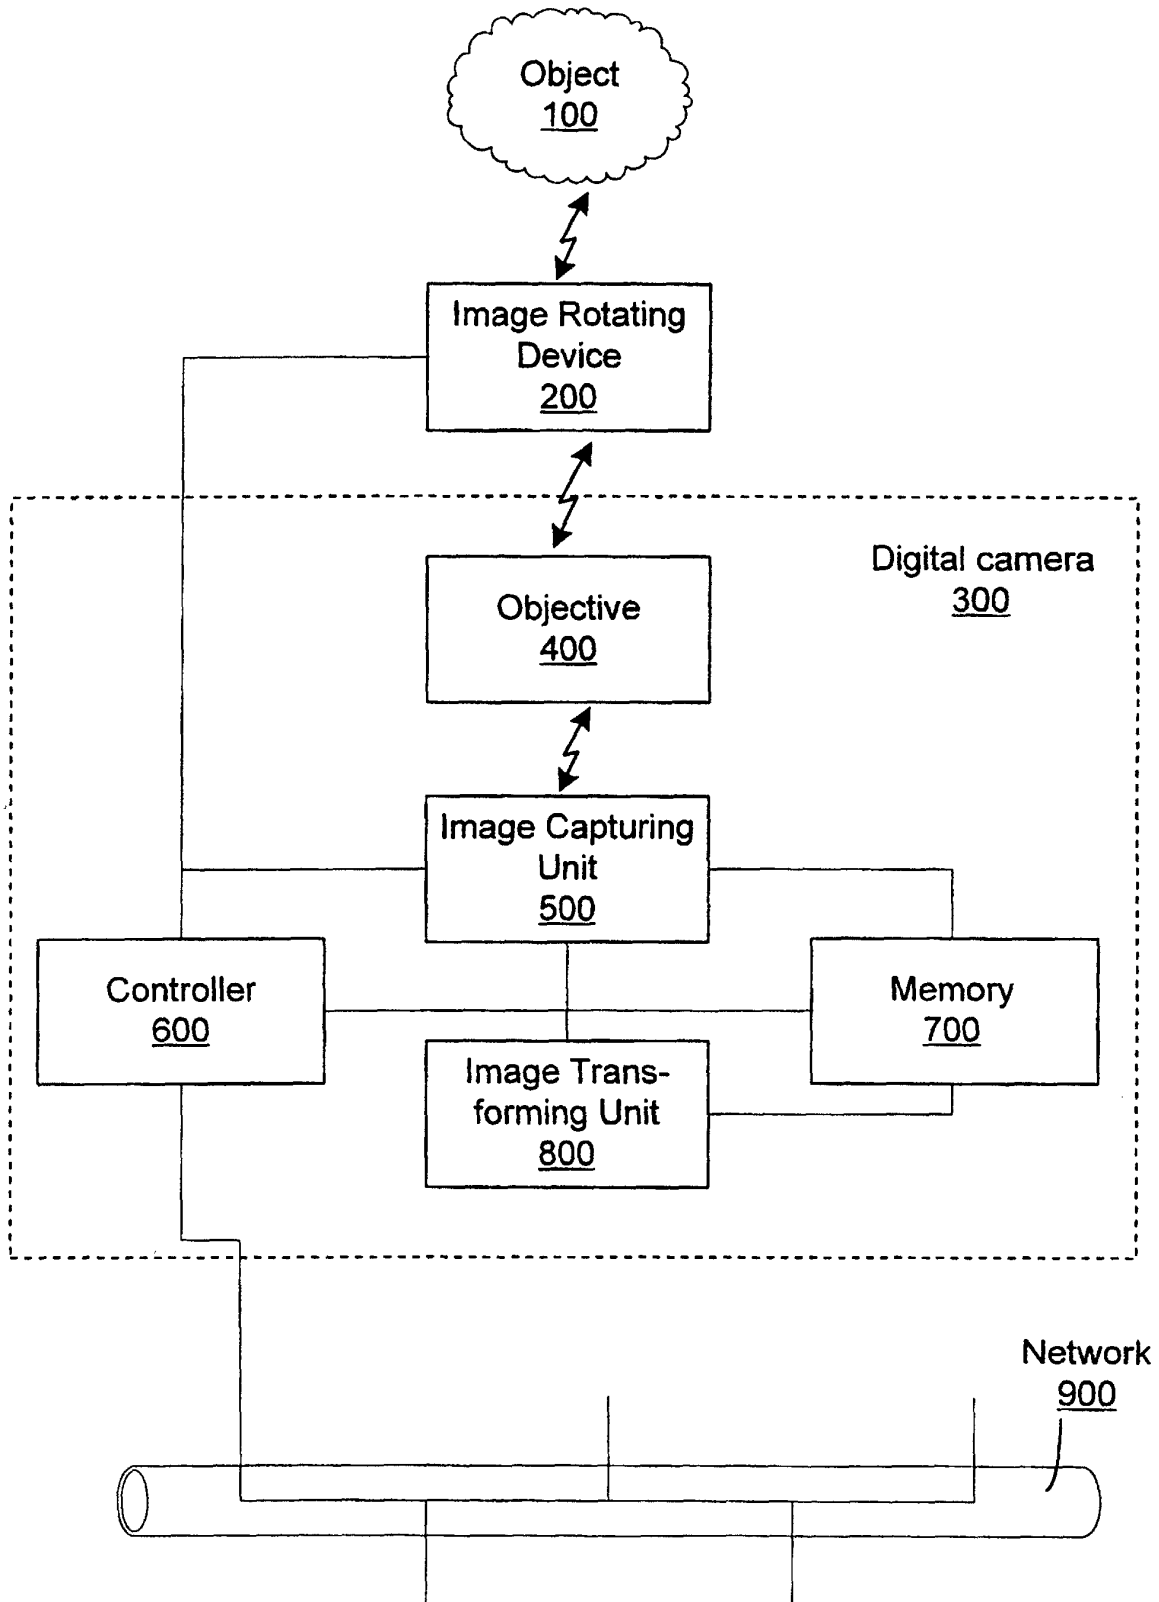 Object
100
Image Rotating
Device
200
Digital camera
300
Objective
400
Image Capturing
Unit
500
Controller
600
Memory
700
Image Trans-
forming Unit
800
Network
900